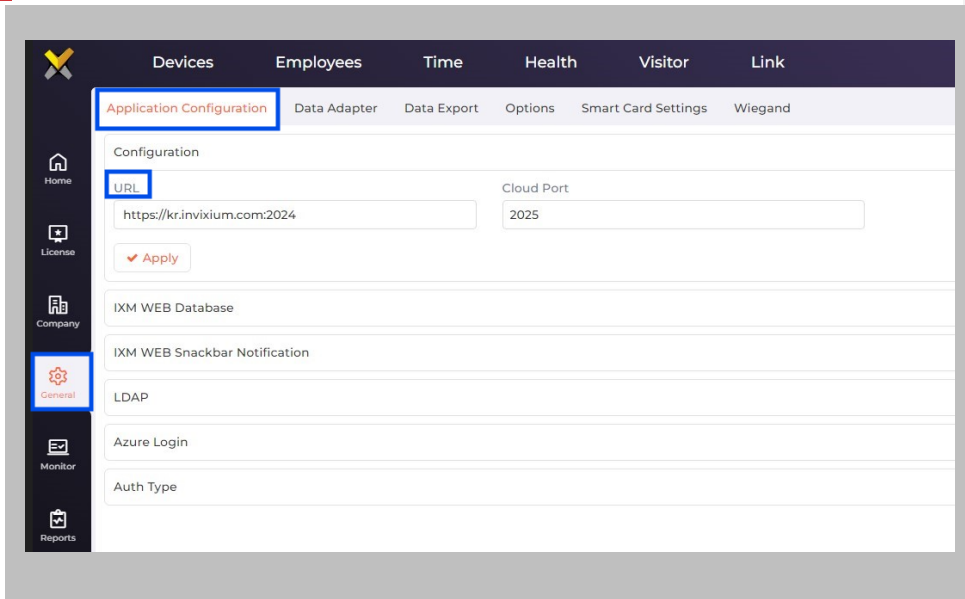 Devices Employees Time Health Visitor Link
Application Configuration Data Adapter Data Export Options Smart Card Settings Wiegand
Home
License
Company
General
Monitor
Reports
Configuration
URL Cloud Port
https://kr.invixium.com:2024 2025
Apply
IXM WEB Database
IXM WEB Snackbar Notification
LDAP
Azure Login
Auth Type